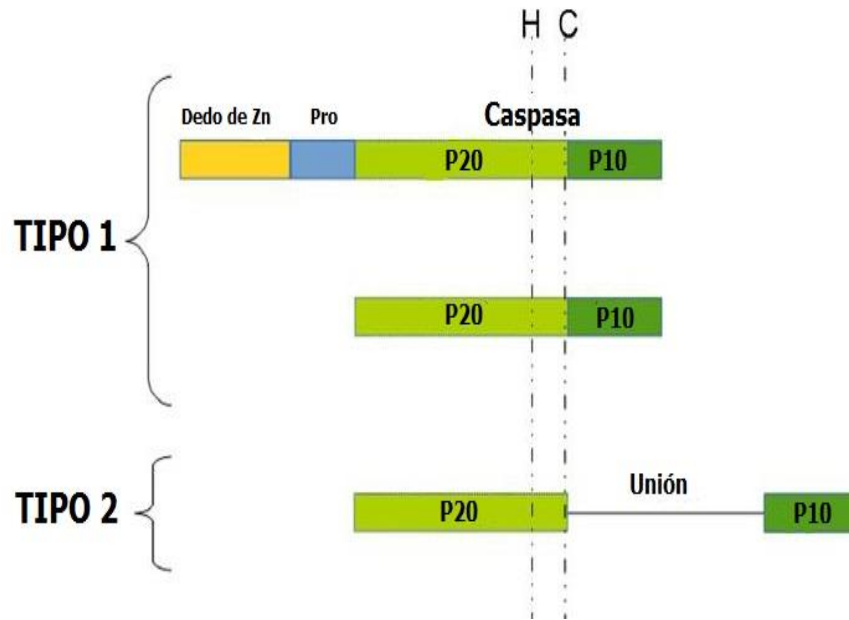 H C
Dedo de Zn Pro Caspasa
P20 P10
TIPO 1
P20 P10
Unión
TIPO 2 P20 P10